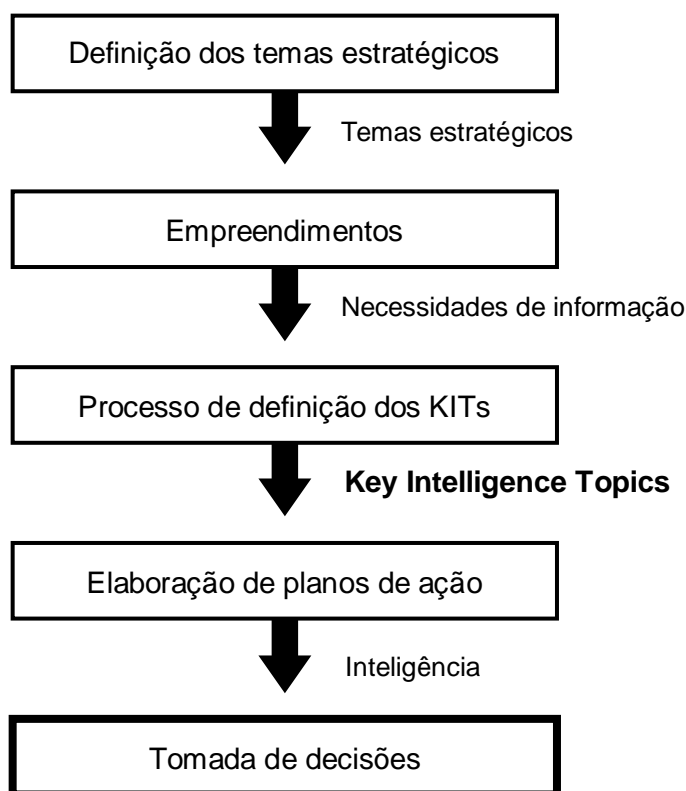 Definição dos temas estratégicos
Temas estratégicos
Empreendimentos
Necessidades de informação
Processo de definição dos KITs
Key Intelligence Topics
Elaboração de planos de ação
Inteligência
Tomada de decisões